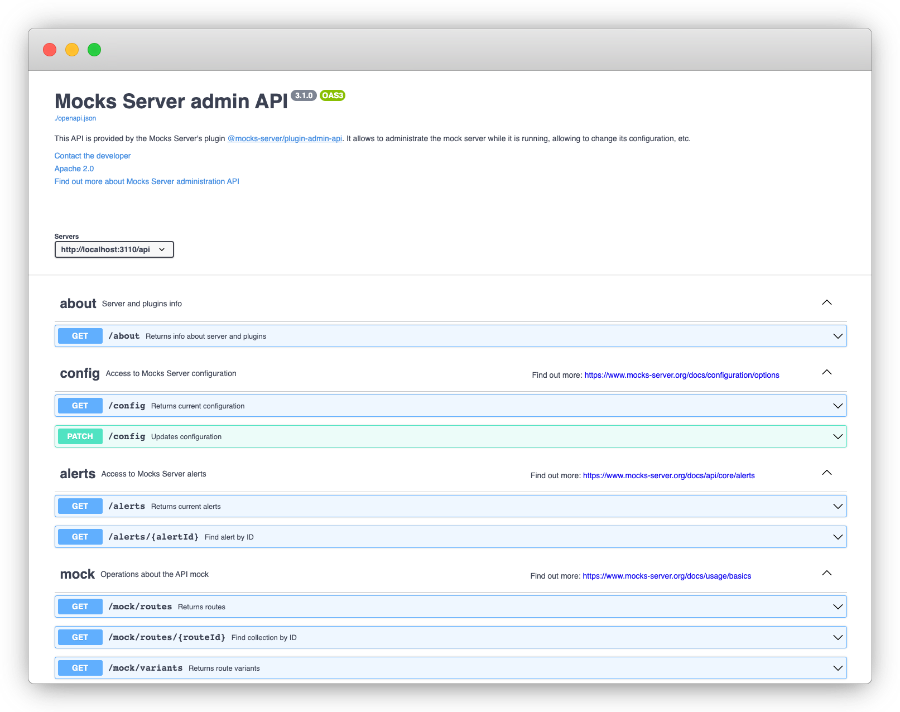 Mocks Server admin API 3.1.0 OAS3
./openapi.json
This API is provided by the Mocks Server's plugin @mocks-server/plugin-admin-api. It allows to administrate the mock server while it is running, allowing to change its configuration, etc.
Contact the developer
Apache 2.0
Find out more about Mocks Server administration API
Servers
http://localhost:3110/api
about Server and plugins info
GET /about Returns info about server and plugins
config Access to Mocks Server configuration Find out more: https://www.mocks-server.org/docs/configuration/options
GET /config Returns current configuration
PATCH /config Updates configuration
alerts Access to Mocks Server alerts Find out more: https://www.mocks-server.org/docs/api/core/alerts
GET /alerts Returns current alerts
GET /alerts/{alertId} Find alert by ID
mock Operations about the API mock Find out more: https://www.mocks-server.org/docs/usage/basics
GET /mock/routes Returns routes
GET /mock/routes/{routeId} Find collection by ID
GET /mock/variants Returns route variants